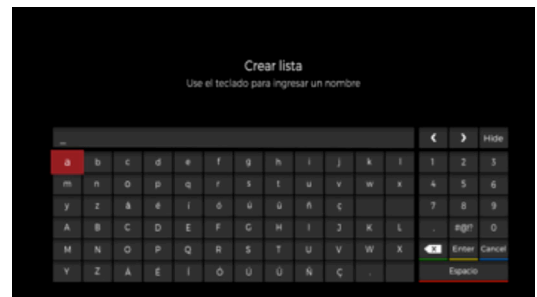 Crear lista
Use el teclado para ingresar un nombre
_ ❮ ❯ Hide
a b c d e f g h i j k l 1 2 3
m n o p q r s t u v w x 4 5 6
y z á é í ó ú ü ñ ç 7 8 9
A B C D E F G H I J K L . #@!? 0
M N O P Q R S T U V W X Enter Cancel
Y Z Á É Í Ó Ú Ü Ñ Ç . Espacio